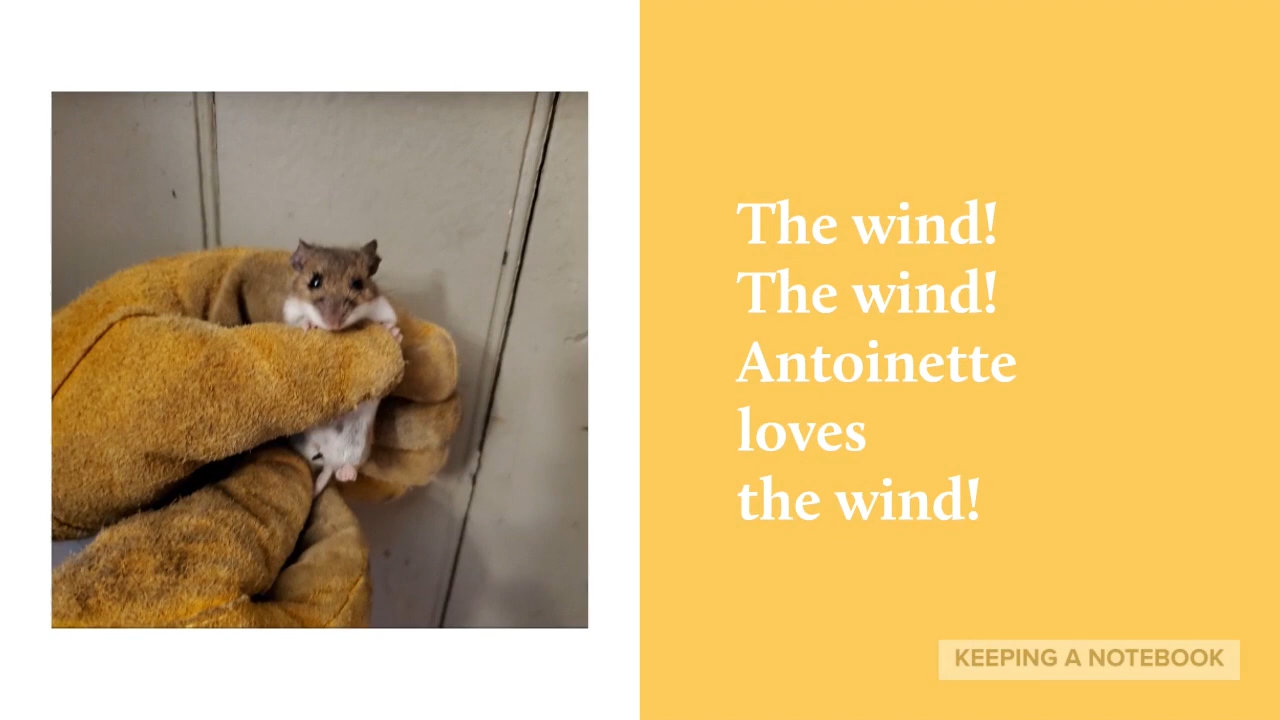 The wind!
The wind!
Antoinette
loves
the wind!
KEEPING A NOTEBOOK